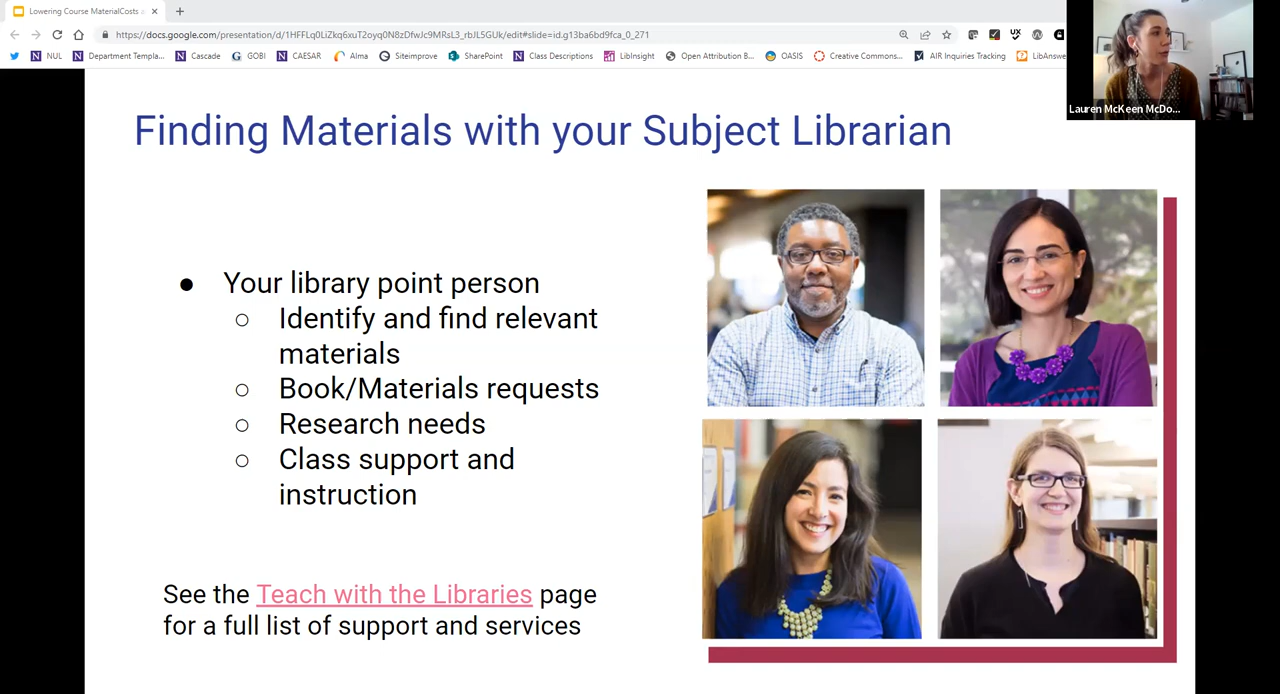 Lowering Course MaterialCosts a
https://docs.google.com/presentation/d/1HFFLq0LiZkq6xuT2oyq0N8zDfwJc9MRsL3_rbJL5GUk/edit#slide=id.g13ba6bd9fca_0_271
NUL Department Templa... Cascade GOBI CAESAR Alma Siteimprove SharePoint Class Descriptions LibInsight Open Attribution B... OASIS Creative Commons... AIR Inquiries Tracking LibAnswe
Lauren McKeen McDo...
Finding Materials with your Subject Librarian
● Your library point person
○ Identify and find relevant
materials
○ Book/Materials requests
○ Research needs
○ Class support and
instruction
See the Teach with the Libraries page
for a full list of support and services